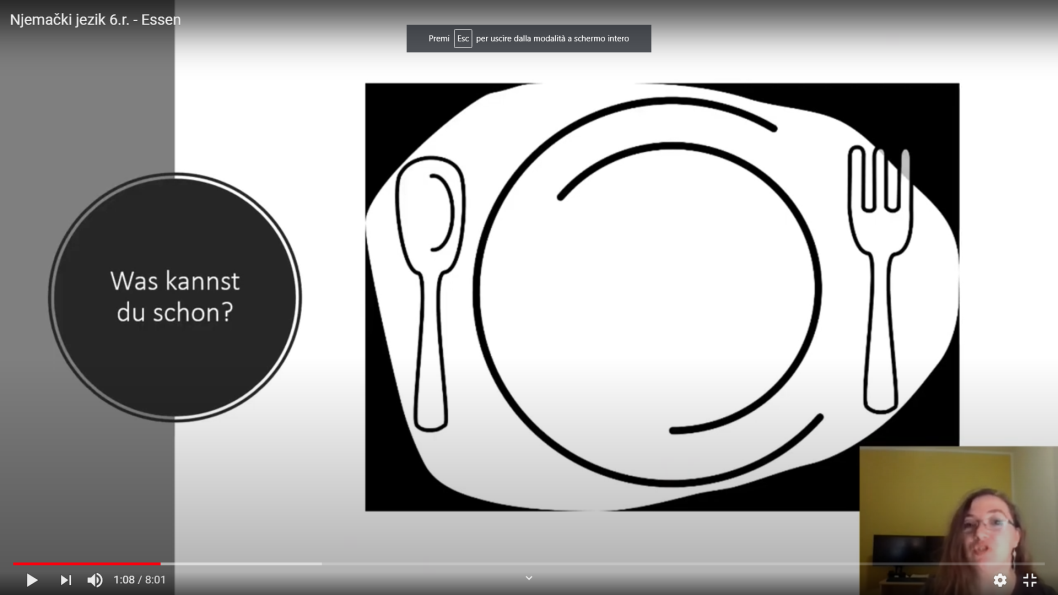 Njemački jezik 6.r. - Essen
Premi Esc per uscire dalla modalità a schermo intero
Was kannst
du schon?
1:08 / 8:01